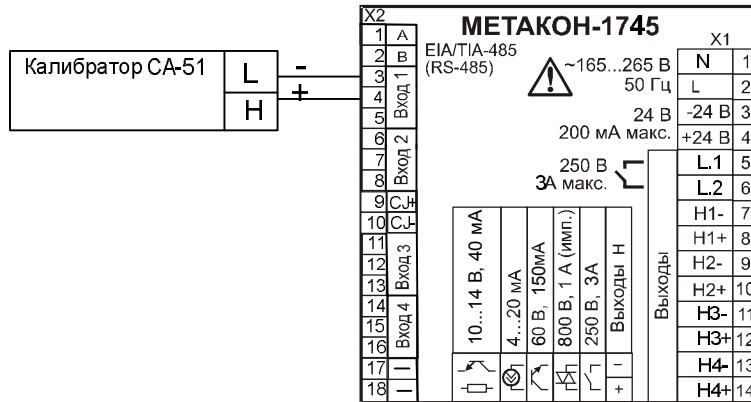 X2
МЕТАКОН-1745
X1
Калибратор СА-51
L
-
H
+
1 A
2 B
3
4
5
Вход 1
6
7
8
Вход 2
9 CJ+
10 CJ-
11
12
13
Вход 3
14
15
16
Вход 4
17 —
18 —
EIA/TIA-485
(RS-485)
~165...265 В
50 Гц
24 В
200 мА макс.
250 В
3А макс.
N 1
L 2
-24 В 3
+24 В 4
L.1 5
L.2 6
H1- 7
H1+ 8
H2- 9
H2+ 10
H3- 11
H3+ 12
H4- 13
H4+ 14
Выходы
10...14 В, 40 мА
4...20 мА
60 В, 150мА
800 В, 1 А (имп.)
250 В, 3А
Выходы Н
−
+